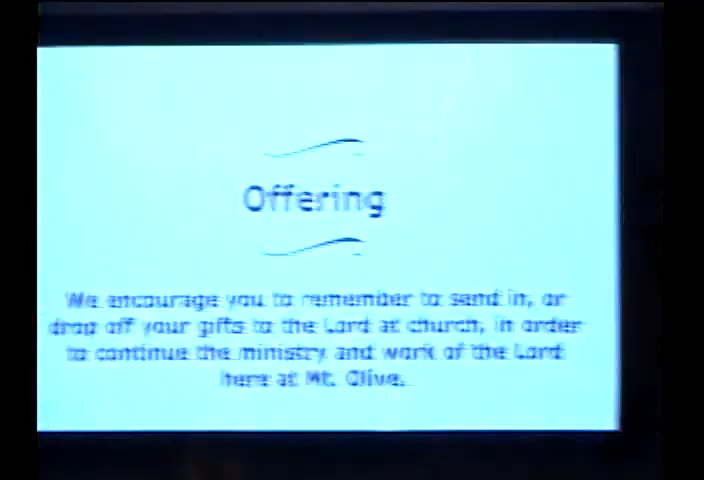 Offering
We encourage you to remember to send in, or
drop off your gifts to the Lord at church, in order
to continue the ministry and work of the Lord
here at Mt. Olive.